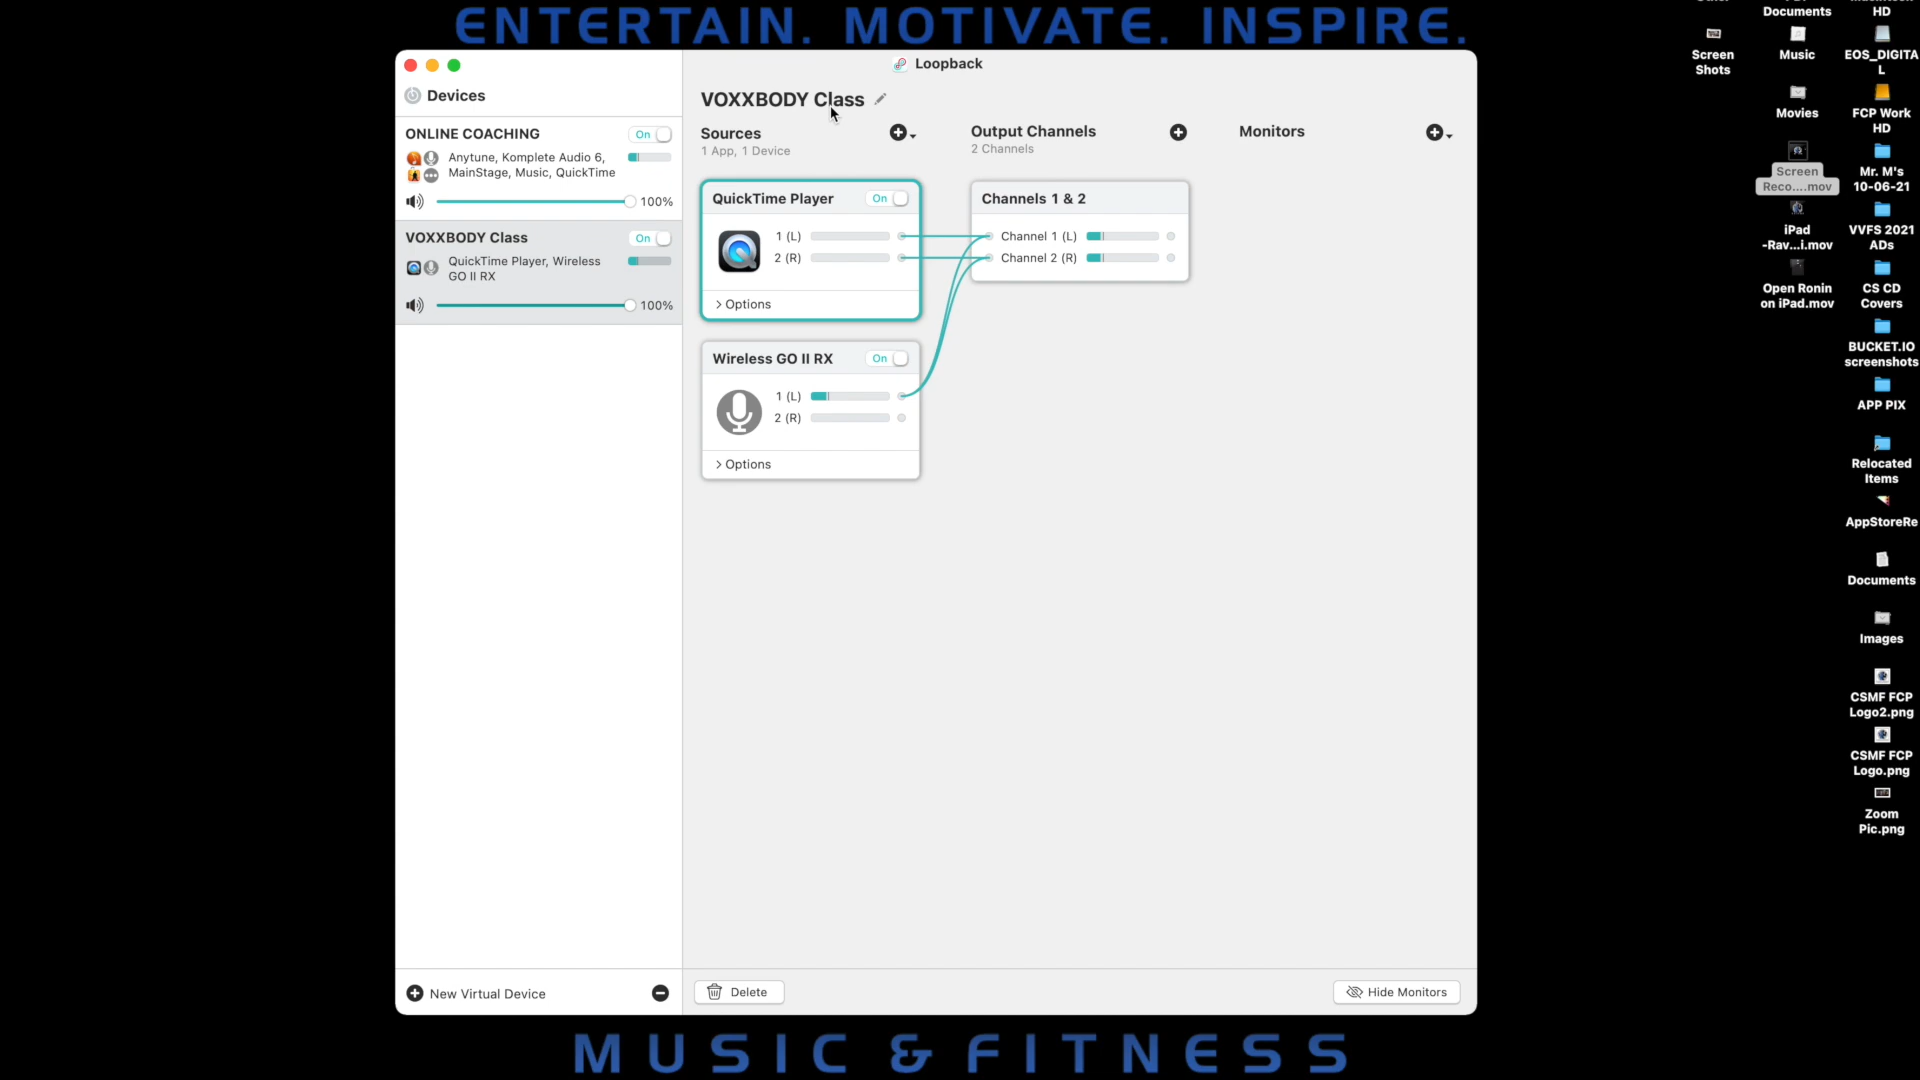 ENTERTAIN. MOTIVATE. INSPIRE.
Loopback
Devices
ONLINE COACHING
On
Anytune, Komplete Audio 6,
MainStage, Music, QuickTime
100%
VOXXBODY Class
On
QuickTime Player, Wireless
GO II RX
100%
New Virtual Device
VOXXBODY Class
Sources
1 App, 1 Device
Output Channels
2 Channels
Monitors
QuickTime Player
On
1 (L)
2 (R)
Options
Channels 1 & 2
Channel 1 (L)
Channel 2 (R)
Wireless GO II RX
On
1 (L)
2 (R)
Options
Delete
Hide Monitors
Screen
Shots
Documents
Music
Movies
Screen
Reco....mov
iPad
-Rav...i.mov
Open Ronin
on iPad.mov
HD
EOS_DIGITA
L
FCP Work
HD
Mr. M's
10-06-21
VVFS 2021
ADs
CS CD
Covers
BUCKET.IO
screenshots
APP PIX
Relocated
Items
AppStoreRe
Documents
Images
CSMF FCP
Logo2.png
CSMF FCP
Logo.png
Zoom
Pic.png
MUSIC & FITNESS